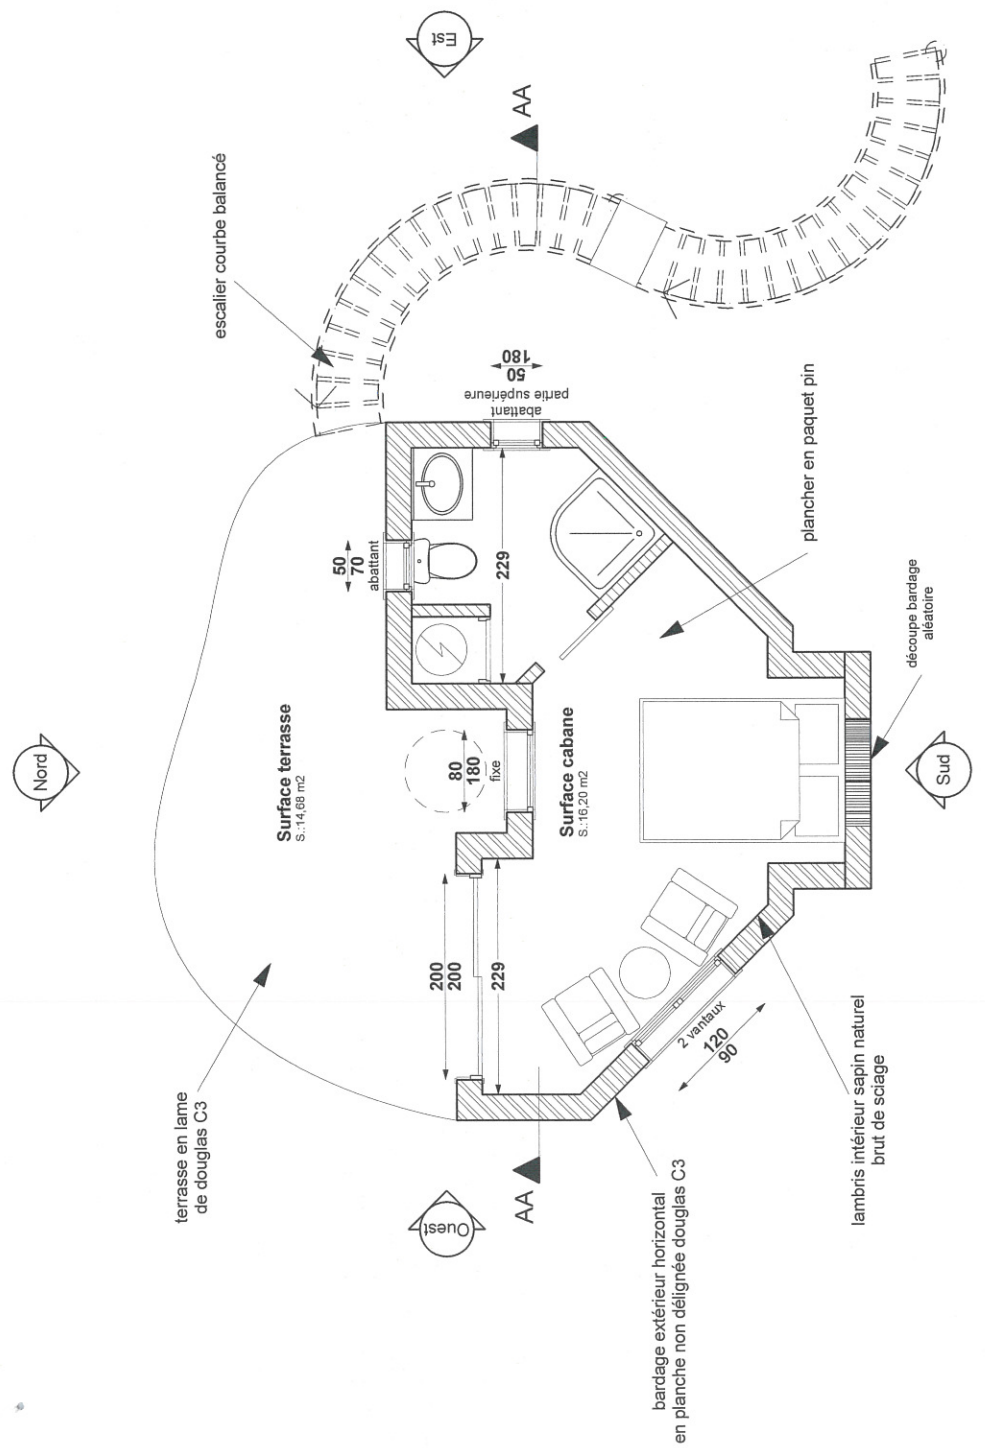 Nord
Est
Sud
Ouest
AA
AA
escalier courbe balancé
terrasse en lame
de douglas C3
Surface terrasse
S.:14,68 m2
Surface cabane
S.:16,20 m2
50
70
abattant
abattant
partie supérieure
50
180
229
80
180
fixe
200
200
229
2 vantaux
120
90
plancher en paquet pin
découpe bardage
aléatoire
lambris intérieur sapin naturel
brut de sciage
bardage extérieur horizontal
en planche non délignée douglas C3